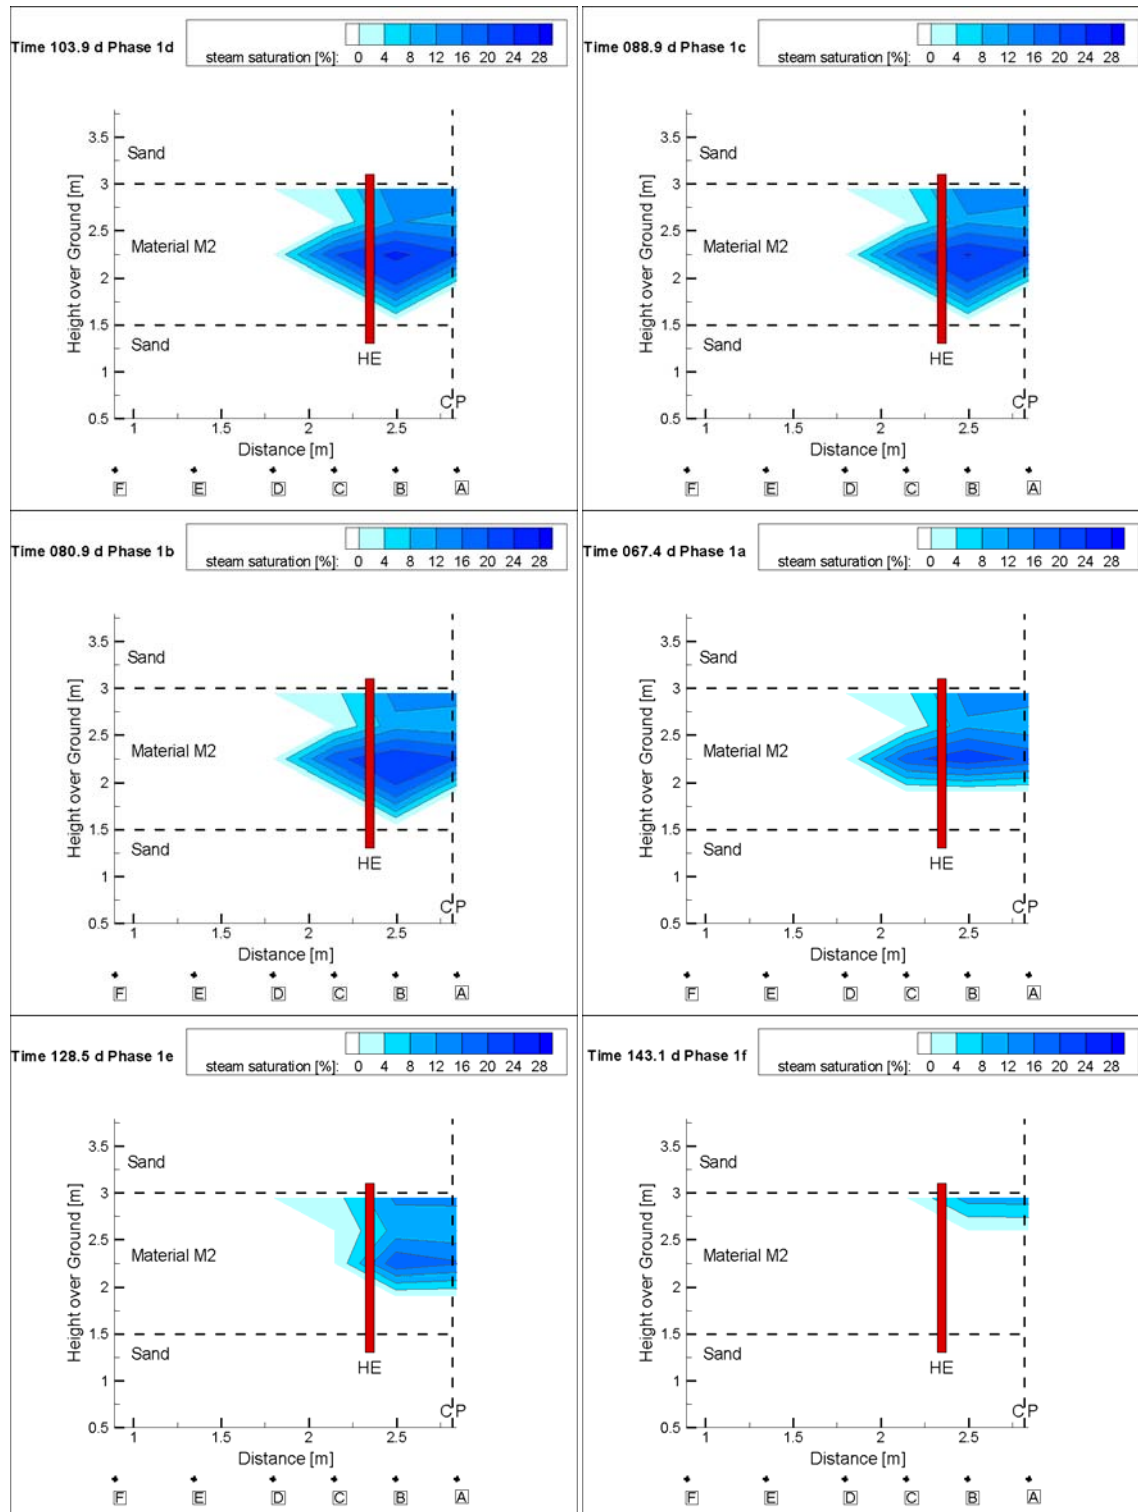 Time 103.9 d Phase 1d
steam saturation [%]: 0 4 8 12 16 20 24 28
3.5
Sand
3
2.5
Material M2
2
1.5
Sand
HE
1
CP
0.5
1 1.5 2 2.5
Height over Ground [m]
Distance [m]
F E D C B A
Time 088.9 d Phase 1c
steam saturation [%]: 0 4 8 12 16 20 24 28
3.5
Sand
3
2.5
Material M2
2
1.5
Sand
HE
1
CP
0.5
1 1.5 2 2.5
Height over Ground [m]
Distance [m]
F E D C B A
Time 080.9 d Phase 1b
steam saturation [%]: 0 4 8 12 16 20 24 28
3.5
Sand
3
2.5
Material M2
2
1.5
Sand
HE
1
CP
0.5
1 1.5 2 2.5
Height over Ground [m]
Distance [m]
F E D C B A
Time 067.4 d Phase 1a
steam saturation [%]: 0 4 8 12 16 20 24 28
3.5
Sand
3
2.5
Material M2
2
1.5
Sand
HE
1
CP
0.5
1 1.5 2 2.5
Height over Ground [m]
Distance [m]
F E D C B A
Time 128.5 d Phase 1e
steam saturation [%]: 0 4 8 12 16 20 24 28
3.5
Sand
3
2.5
Material M2
2
1.5
Sand
HE
1
CP
0.5
1 1.5 2 2.5
Height over Ground [m]
Distance [m]
F E D C B A
Time 143.1 d Phase 1f
steam saturation [%]: 0 4 8 12 16 20 24 28
3.5
Sand
3
2.5
Material M2
2
1.5
Sand
HE
1
CP
0.5
1 1.5 2 2.5
Height over Ground [m]
Distance [m]
F E D C B A